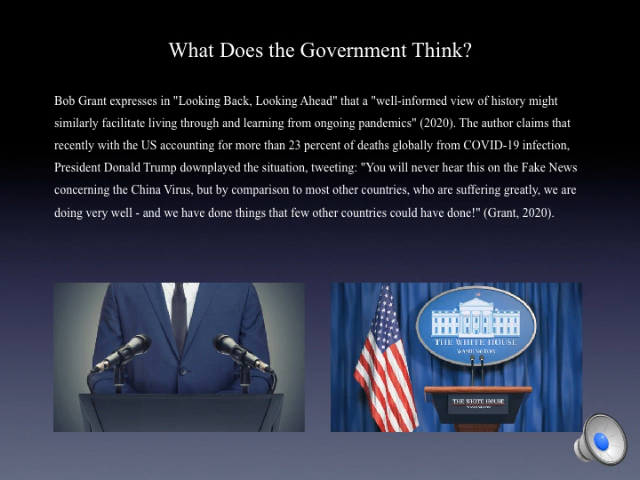 What Does the Government Think?
Bob Grant expresses in "Looking Back, Looking Ahead" that a "well-informed view of history might
similarly facilitate living through and learning from ongoing pandemics" (2020). The author claims that
recently with the US accounting for more than 23 percent of deaths globally from COVID-19 infection,
President Donald Trump downplayed the situation, tweeting: "You will never hear this on the Fake News
concerning the China Virus, but by comparison to most other countries, who are suffering greatly, we are
doing very well - and we have done things that few other countries could have done!" (Grant, 2020).
THE WHITE HOUSE
WASHINGTON
THE WHITE HOUSE